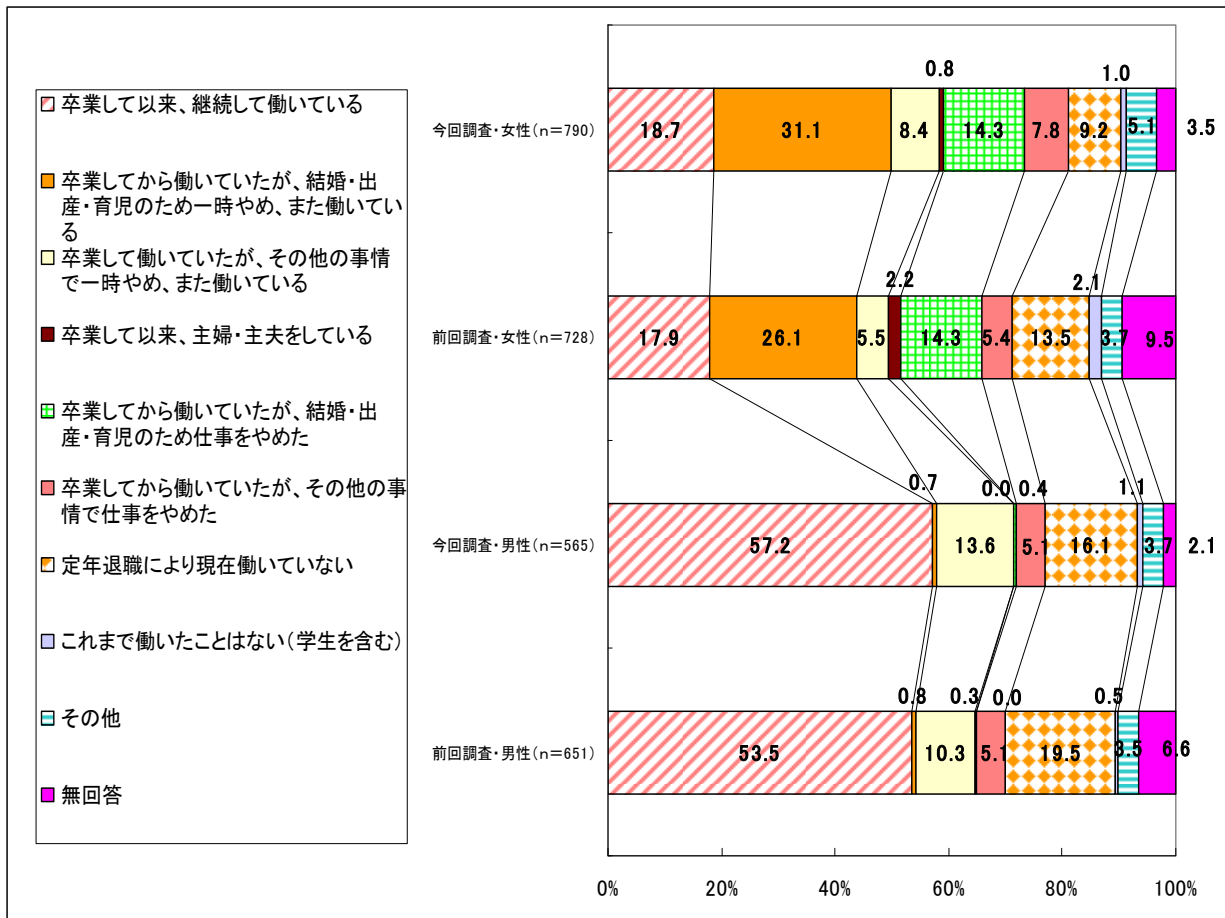 卒業して以来、継続して働いている
卒業してから働いていたが、結婚・出
産・育児のため一時やめ、また働いてい
る
卒業して働いていたが、その他の事情
で一時やめ、また働いている
卒業して以来、主婦・主夫をしている
卒業してから働いていたが、結婚・出
産・育児のため仕事をやめた
卒業してから働いていたが、その他の事
情で仕事をやめた
定年退職により現在働いていない
これまで働いたことはない（学生を含む）
その他
無回答
0.8 1.0
今回調査・女性（n＝790） 18.7 31.1 8.4 14.3 7.8 9.2 5.1 3.5
2.2 2.1
前回調査・女性（n＝728） 17.9 26.1 5.5 14.3 5.4 13.5 3.7 9.5
0.7 0.0 0.4 1.1
今回調査・男性（n＝565） 57.2 13.6 5.1 16.1 3.7 2.1
0.8 0.3 0.0 0.5
前回調査・男性（n＝651） 53.5 10.3 5.1 19.5 3.5 6.6
0% 20% 40% 60% 80% 100%